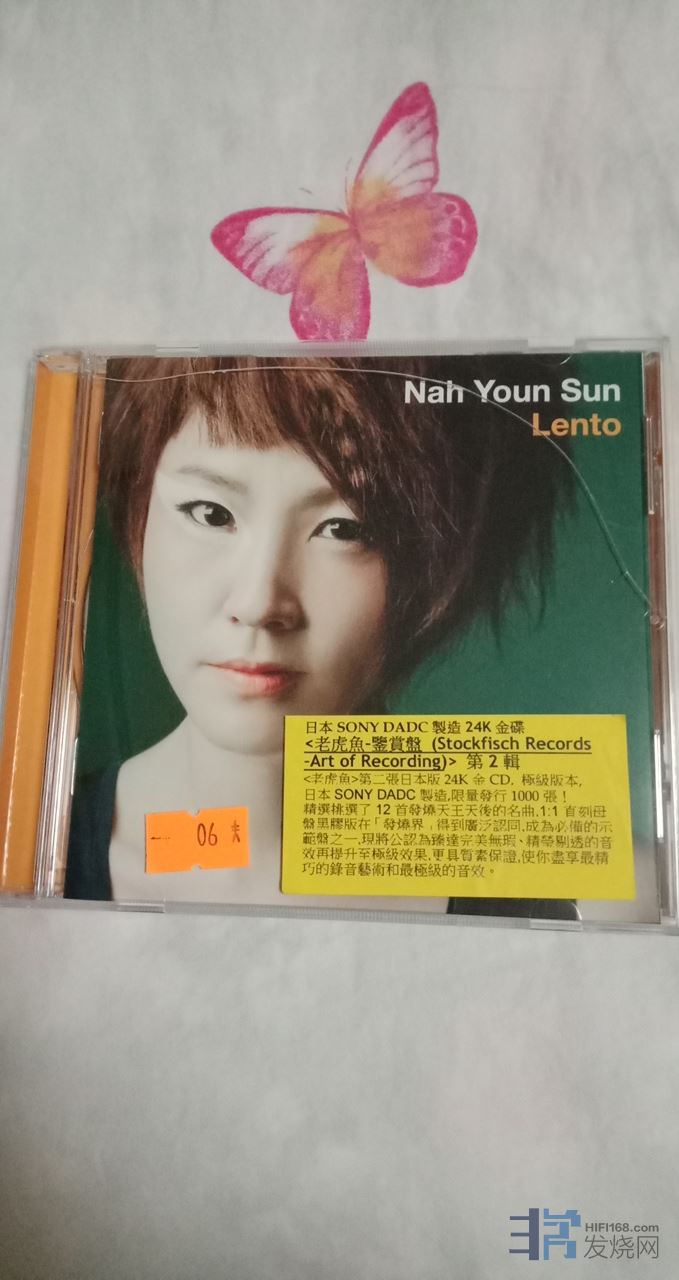 Nah Youn Sun
Lento
日本 SONY DADC 製造 24K 金碟
<老虎魚-鑒賞盤 (Stockfisch Records
-Art of Recording)> 第 2 輯
<老虎魚>第二張日本版 24K 金 CD, 極級版本,
日本 SONY DADC 製造,限量發行 1000 張！
精選挑選了 12 首發燒天王天後的名曲,1:1 直刻母
盤黑膠版在「發燒界」得到廣泛認同,成為必備的示
範盤之一,現將公認為臻達完美無瑕、精瑩剔透的音
效再提升至極級效果,更具質素保證,使你盡享最精
巧的錄音藝術和最極級的音效。
06
HIFI168.com
发烧网